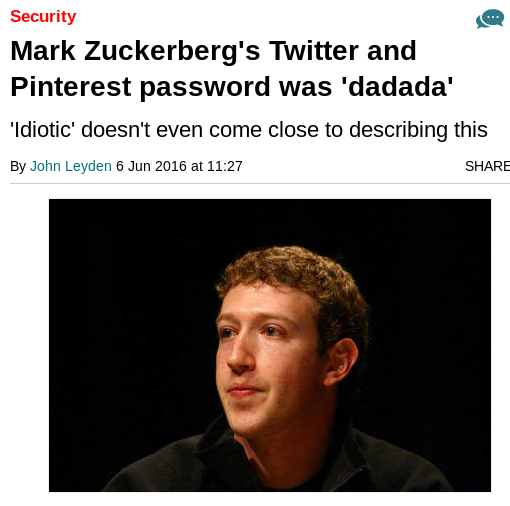 Security
Mark Zuckerberg's Twitter and
Pinterest password was 'dadada'
'Idiotic' doesn't even come close to describing this
By John Leyden 6 Jun 2016 at 11:27
SHARE